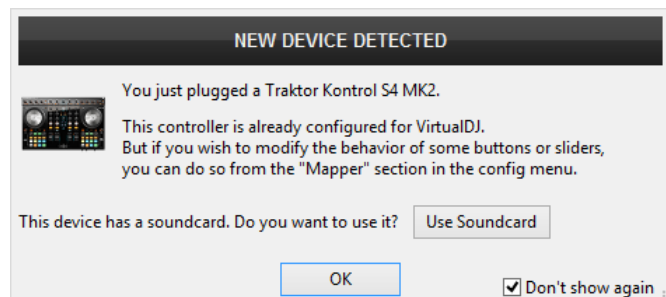 NEW DEVICE DETECTED
You just plugged a Traktor Kontrol S4 MK2.
This controller is already configured for VirtualDJ.
But if you wish to modify the behavior of some buttons or sliders,
you can do so from the "Mapper" section in the config menu.
This device has a soundcard. Do you want to use it? Use Soundcard
OK
Don't show again